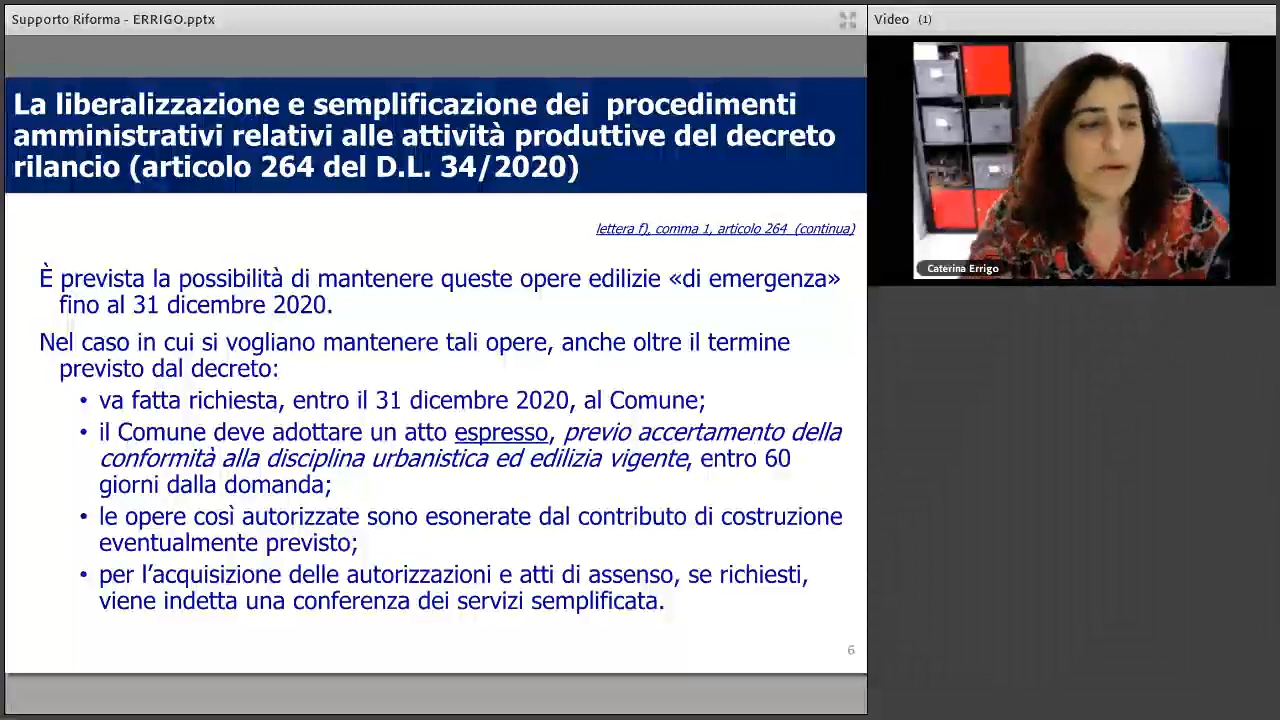 Supporto Riforma - ERRIGO.pptx
Video (1)
La liberalizzazione e semplificazione dei procedimenti
amministrativi relativi alle attività produttive del decreto
rilancio (articolo 264 del D.L. 34/2020)
lettera f), comma 1, articolo 264 (continua)
È prevista la possibilità di mantenere queste opere edilizie «di emergenza»
fino al 31 dicembre 2020.
Nel caso in cui si vogliano mantenere tali opere, anche oltre il termine
previsto dal decreto:
• va fatta richiesta, entro il 31 dicembre 2020, al Comune;
• il Comune deve adottare un atto espresso, previo accertamento della
conformità alla disciplina urbanistica ed edilizia vigente, entro 60
giorni dalla domanda;
• le opere così autorizzate sono esonerate dal contributo di costruzione
eventualmente previsto;
• per l’acquisizione delle autorizzazioni e atti di assenso, se richiesti,
viene indetta una conferenza dei servizi semplificata.
6
Caterina Errigo